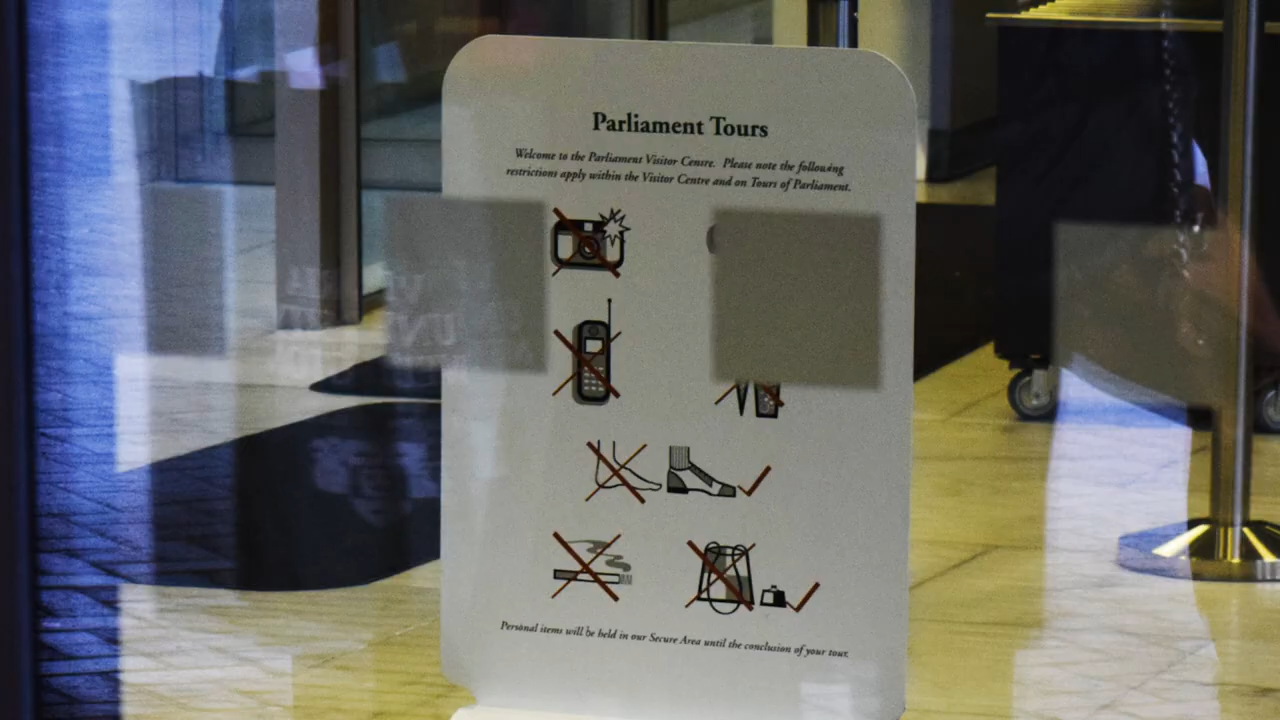 Parliament Tours
Welcome to the Parliament Visitor Centre. Please note the following
restrictions apply within the Visitor Centre and on Tours of Parliament.
Personal items will be held in our Secure Area until the conclusion of your tour.